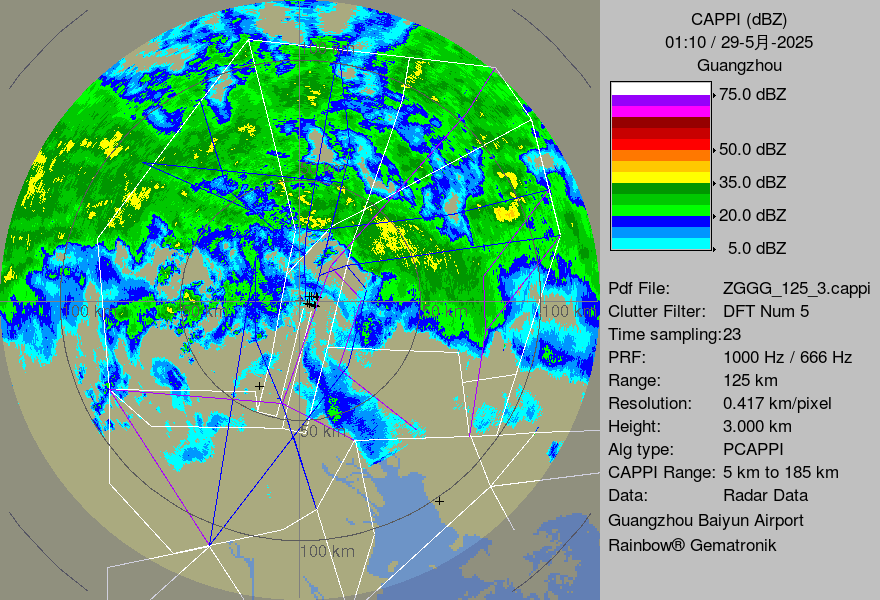 CAPPI (dBZ)
01:10 / 29-5月-2025
Guangzhou
75.0 dBZ
50.0 dBZ
35.0 dBZ
20.0 dBZ
5.0 dBZ
Pdf File: ZGGG_125_3.cappi
Clutter Filter: DFT Num 5
Time sampling:23
PRF: 1000 Hz / 666 Hz
Range: 125 km
Resolution: 0.417 km/pixel
Height: 3.000 km
Alg type: PCAPPI
CAPPI Range: 5 km to 185 km
Data: Radar Data
Guangzhou Baiyun Airport
Rainbow® Gematronik
100 km
50 km
100 km
50 km
100 km